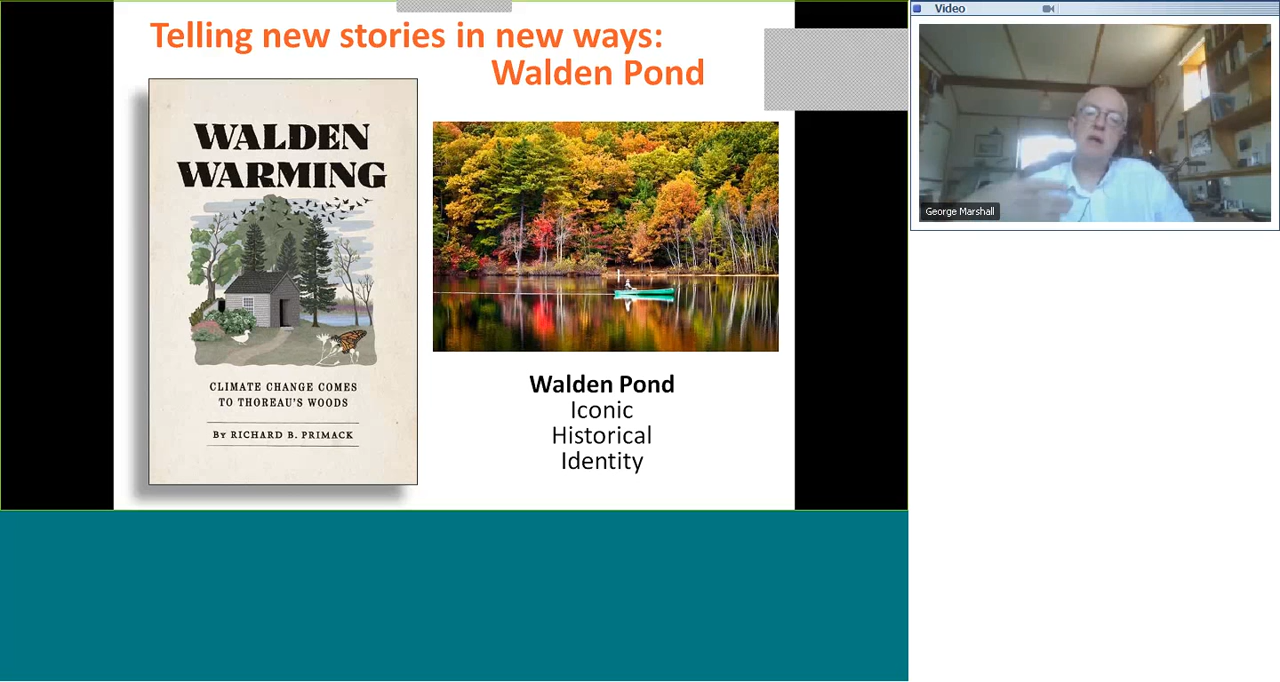 Telling new stories in new ways:
Walden Pond
WALDEN
WARMING
CLIMATE CHANGE COMES
TO THOREAU'S WOODS
BY RICHARD B. PRIMACK
Walden Pond
Iconic
Historical
Identity
Video
George Marshall